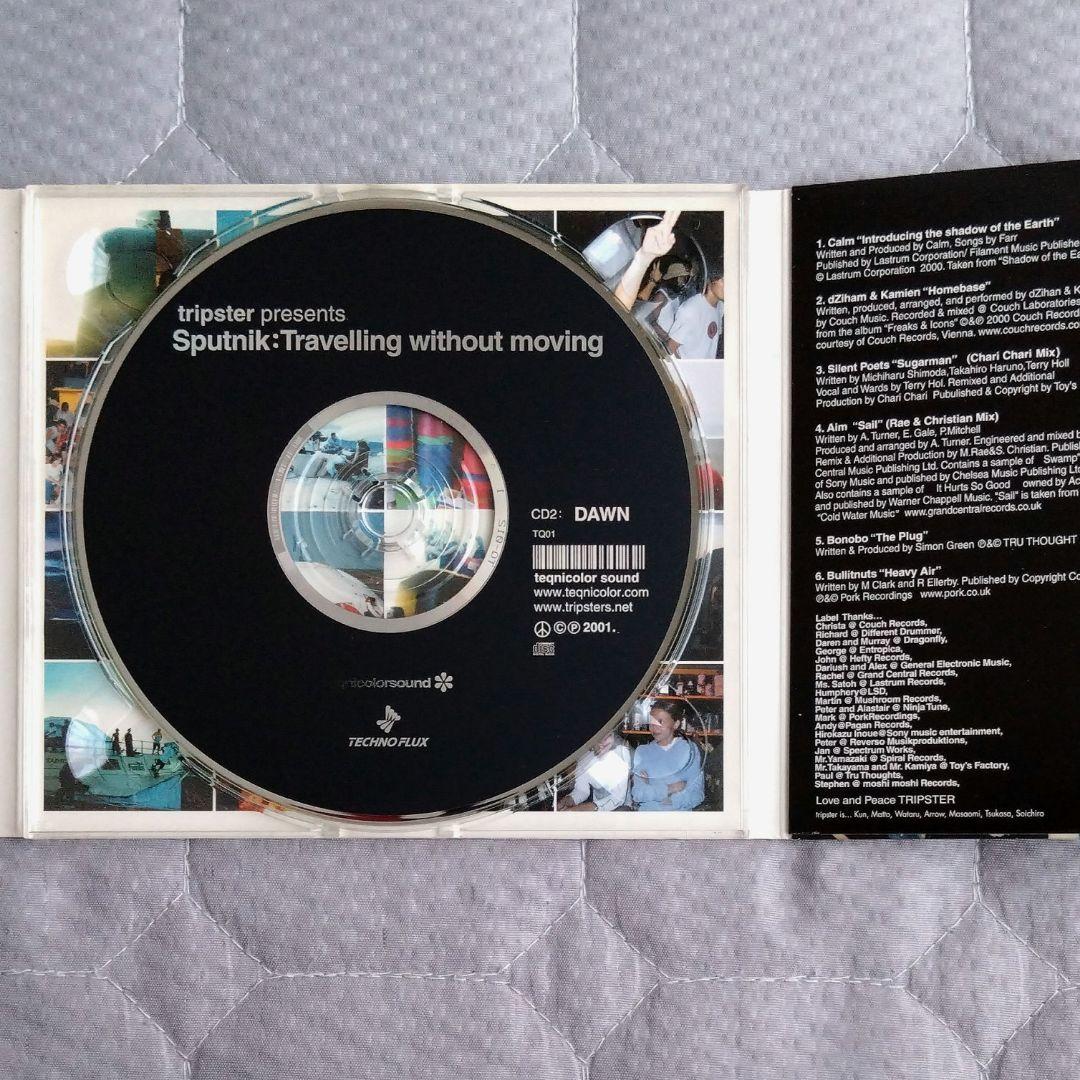 tripster presents
Sputnik:Travelling without moving
CD2: DAWN
TQ01
teqnicolor sound
www.teqnicolor.com
www.tripsters.net
©℗ 2001.
nicolorsound
TECHNO FLUX
1. Calm "Introducing the shadow of the Earth"
Written and Produced by Calm, Songs by Farr
Published by Lastrum Corporation/ Filament Music Publishe
© Lastrum Corporation 2000. Taken from "Shadow of the Ea
2. dZiham & Kamien "Homebase"
Written, produced, arranged, and performed by dZihan & K
by Couch Music. Recorded & mixed @ Couch Laboratories
from the album "Freaks & Icons" ©&℗ 2000 Couch Record
courtesy of Couch Records, Vienna. www.couchrecords.co
3. Silent Poets "Sugarman" (Chari Chari Mix)
Written by Michiharu Shimoda,Takahiro Haruno,Terry Holl
Vocal and Wards by Terry Hol. Remixed and Additional
Production by Chari Chari Pubulished & Copyright by Toy's
4. Aim "Sail" (Rae & Christian Mix)
Written by A. Turner, E. Gale, P.Mitchell
Produced and arranged by A. Turner. Engineered and mixed b
Remix & Additional Production by M.Rae&S. Christian. Publis
Central Music Publishing Ltd. Contains a sample of Swamp"
of Sony Music and published by Chelsea Music Publishing Lt
Also contains a sample of It Hurts So Good owned by Ac
and published by Warner Chappell Music. "Sail" is taken from
"Cold Water Music" www.grandcentralrecords.co.uk
5. Bonobo "The Plug"
Written & Produced by Simon Green ℗&© TRU THOUGHT
6. Bullitnuts "Heavy Air"
Written by M Clark and R Ellerby. Published by Copyright Co
℗&© Pork Recordings www.pork.co.uk
Label Thanks...
Christa @ Couch Records,
Richard @ Different Drummer,
Daren and Murray @ Dragonfly,
George @ Entropica,
John @ Hefty Records,
Dariush and Alex @ General Electronic Music,
Rachel @ Grand Central Records,
Ms. Satoh @ Lastrum Records,
Humphery@LSD,
Martin @ Mushroom Records,
Peter and Alastair @ Ninja Tune,
Mark @ PorkRecordings,
Andy@Pagan Records,
Hirokazu Inoue@Sony music entertainment,
Peter @ Reverso Musikproduktions,
Jan @ Spectrum Works,
Mr.Yamazaki @ Spiral Records,
Mr.Takayama and Mr. Kamiya @ Toy's Factory,
Paul @ Tru Thoughts,
Stephen @ moshi moshi Records,
Love and Peace TRIPSTER
tripster is... Kun, Matto, Wataru, Arrow, Masaomi, Tsukasa, Soichiro